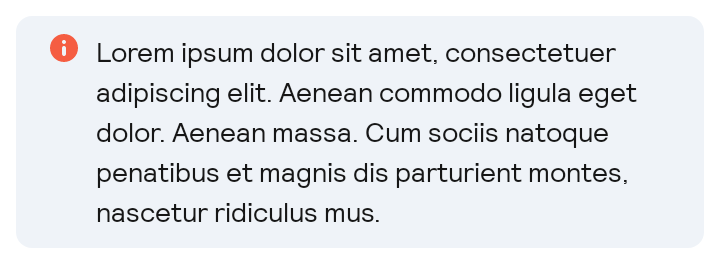 Lorem ipsum dolor sit amet, consectetuer
adipiscing elit. Aenean commodo ligula eget
dolor. Aenean massa. Cum sociis natoque
penatibus et magnis dis parturient montes,
nascetur ridiculus mus.